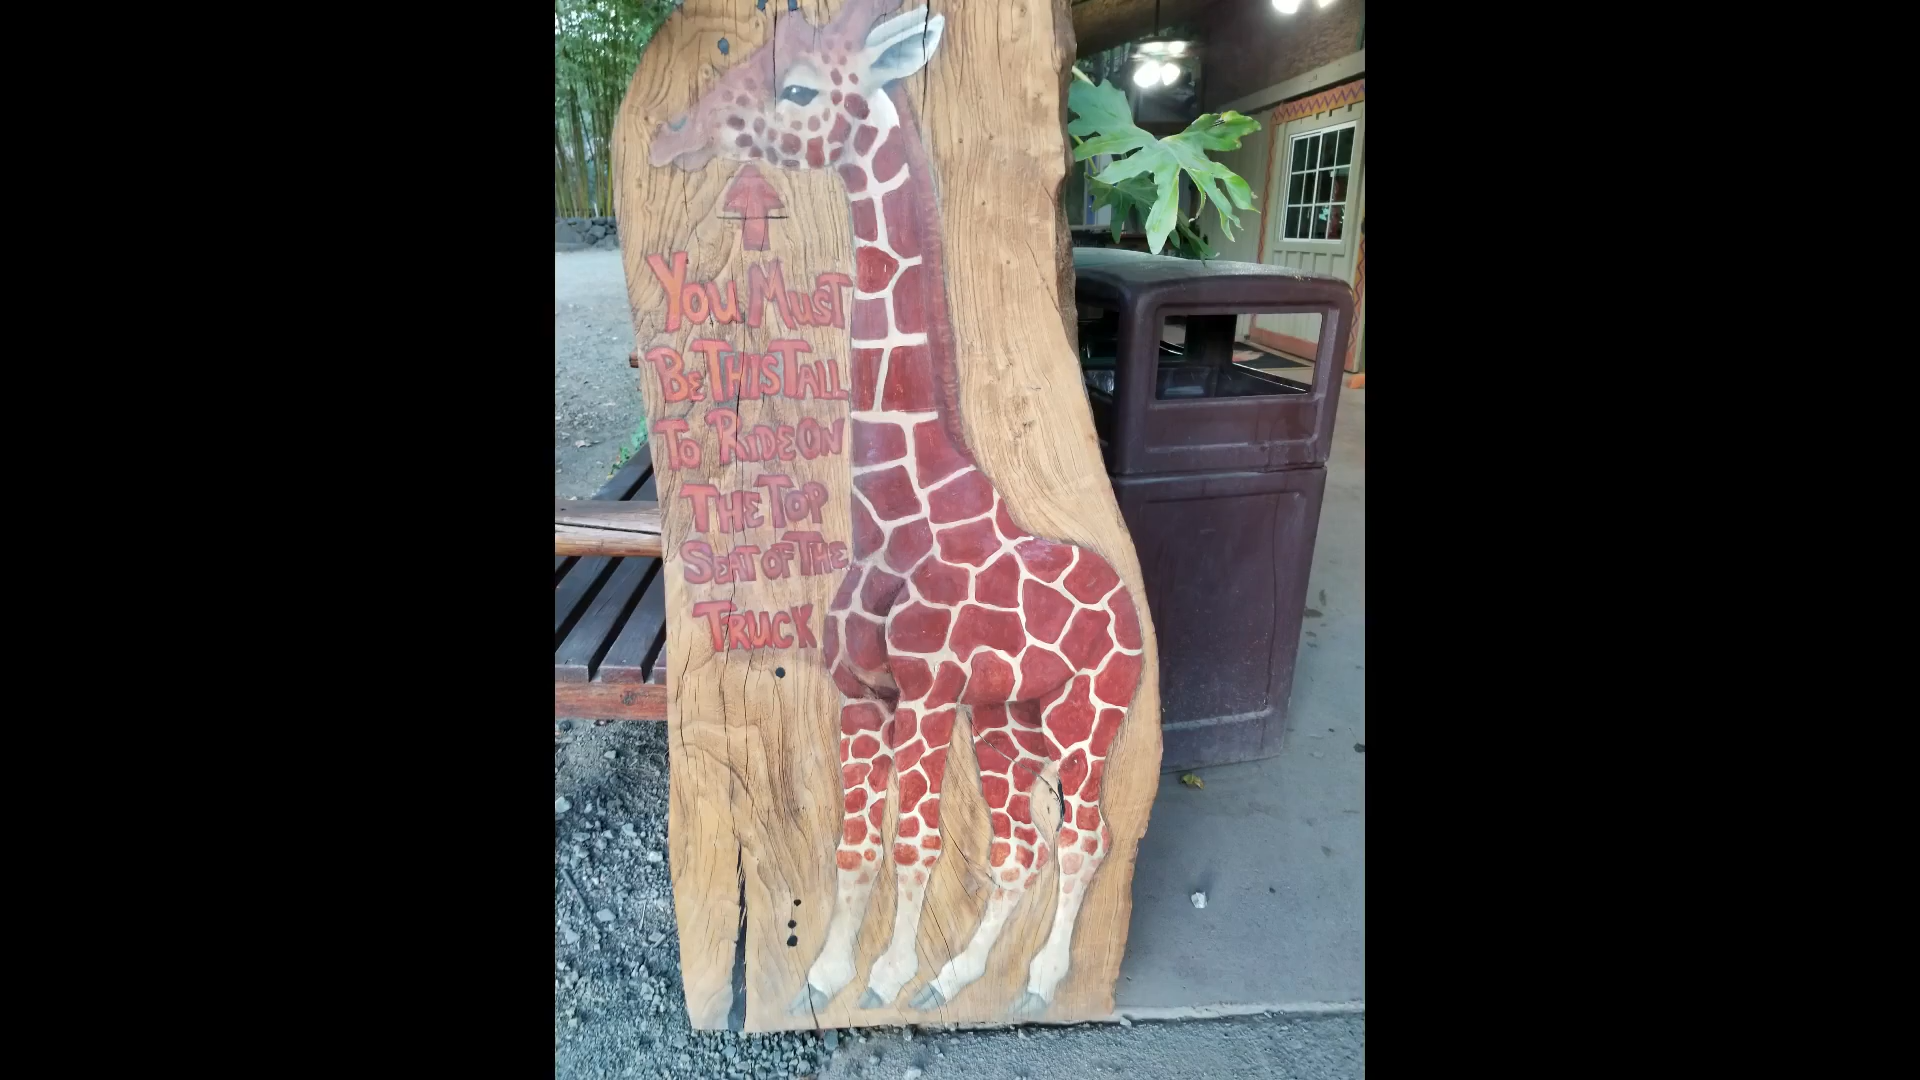 You Must
Be This Tall
To Ride On
The Top
Seat of The
Truck